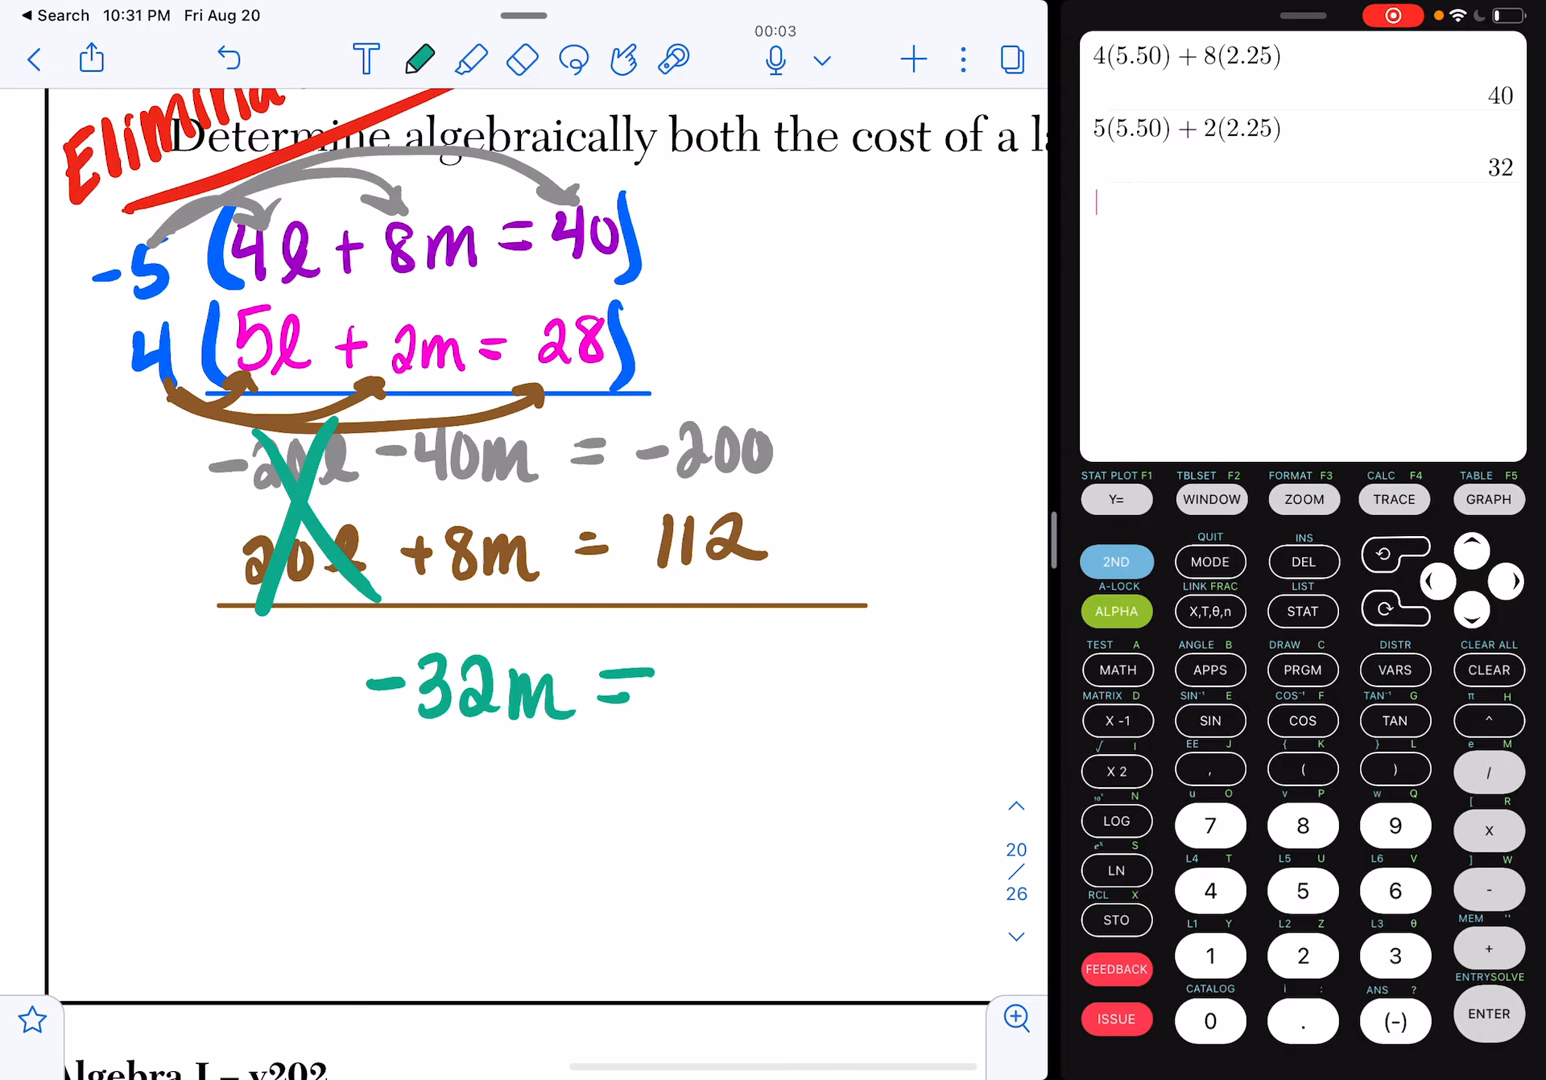 Search 10:31 PM Fri Aug 20
00:03
T
Determine algebraically both the cost of a la
-5 (4l + 8m = 40)
4 (5l + 2m = 28)
-20l -40m = -200
20l +8m = 112
-32m =
20
/
26
Algebra I – v202
4(5.50) + 8(2.25)
40
5(5.50) + 2(2.25)
32
STAT PLOT F1 TBLSET F2 FORMAT F3 CALC F4 TABLE F5
Y= WINDOW ZOOM TRACE GRAPH
QUIT INS
2ND MODE DEL
A-LOCK LINK FRAC LIST
ALPHA X,T,θ,n STAT
TEST A ANGLE B DRAW C DISTR CLEAR ALL
MATH APPS PRGM VARS CLEAR
MATRIX D SIN⁻¹ E COS⁻¹ F TAN⁻¹ G π H
X -1 SIN COS TAN ^
√ I EE J { K } L e M
X 2 , ( ) /
10ˣ N u O v P w Q [ R
LOG 7 8 9 x
eˣ S L4 T L5 U L6 V ] W
LN 4 5 6 -
RCL X L1 Y L2 Z L3 θ MEM "
STO 1 2 3 +
FEEDBACK
CATALOG i : ANS ? ENTRY SOLVE
ISSUE 0 . (-) ENTER